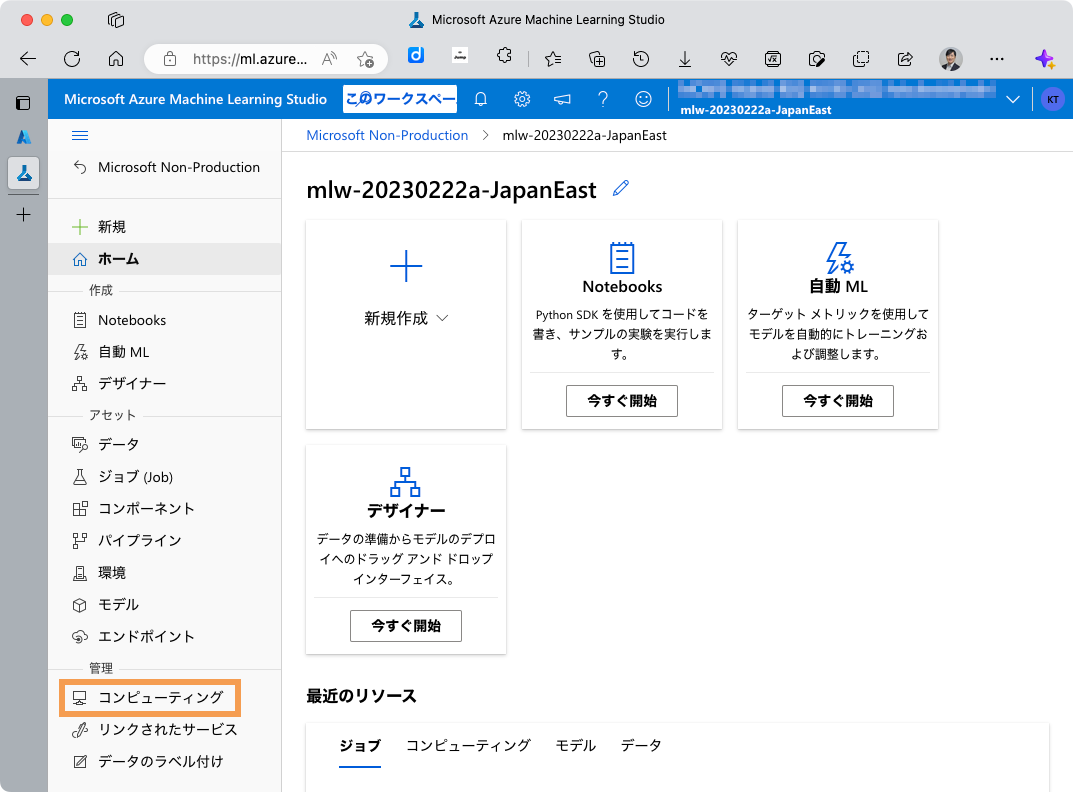 Microsoft Azure Machine Learning Studio
https://ml.azure...
Microsoft Azure Machine Learning Studio
このワークスペー
mlw-20230222a-JapanEast
KT
Microsoft Non-Production
Microsoft Non-Production
mlw-20230222a-JapanEast
新規
ホーム
作成
Notebooks
自動 ML
デザイナー
アセット
データ
ジョブ (Job)
コンポーネント
パイプライン
環境
モデル
エンドポイント
管理
コンピューティング
リンクされたサービス
データのラベル付け
mlw-20230222a-JapanEast
新規作成
Notebooks
Python SDK を使用してコードを
書き、サンプルの実験を実行しま
す。
今すぐ開始
自動 ML
ターゲット メトリックを使用して
モデルを自動的にトレーニングお
よび調整します。
今すぐ開始
デザイナー
データの準備からモデルのデプロ
イへのドラッグ アンド ドロップ
インターフェイス。
今すぐ開始
最近のリソース
ジョブ
コンピューティング
モデル
データ